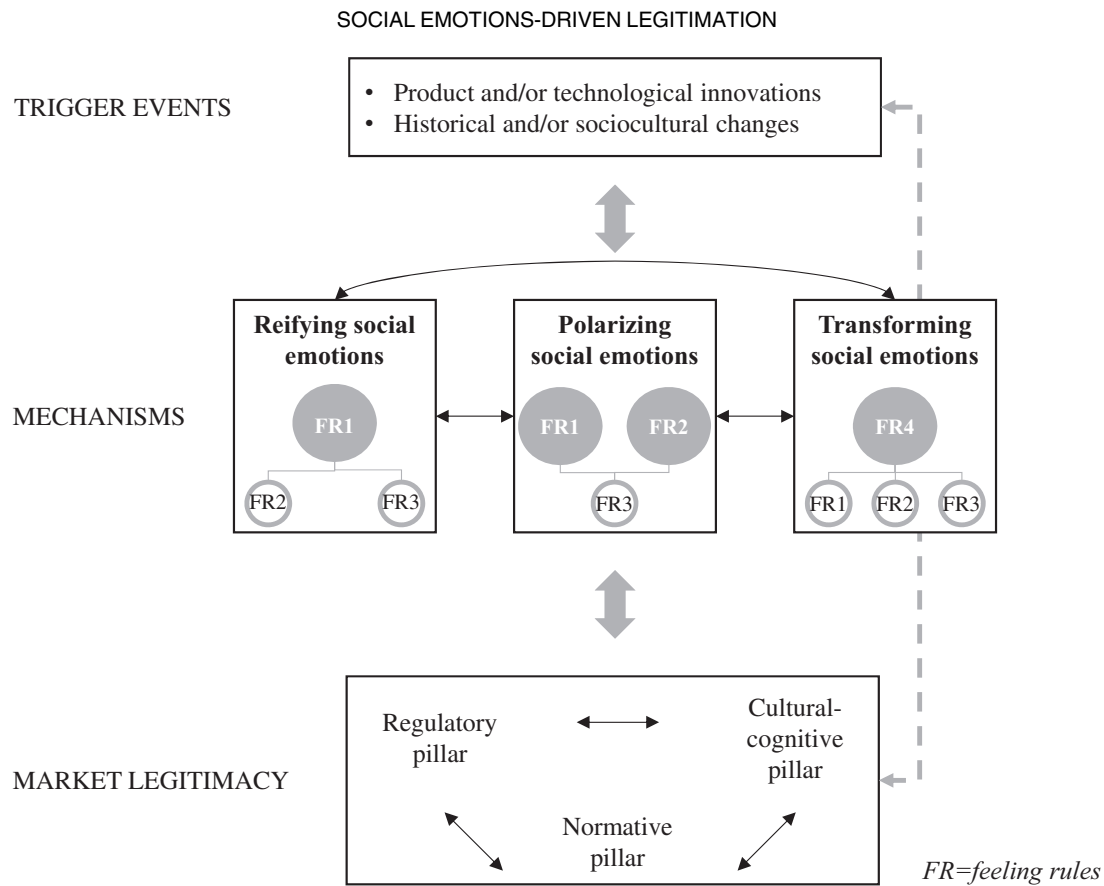 SOCIAL EMOTIONS-DRIVEN LEGITIMATION
TRIGGER EVENTS
• Product and/or technological innovations
• Historical and/or sociocultural changes
MECHANISMS
Reifying social
emotions
FR1
FR2
FR3
Polarizing
social emotions
FR1
FR2
FR3
Transforming
social emotions
FR4
FR1
FR2
FR3
MARKET LEGITIMACY
Regulatory
pillar
Cultural-
cognitive
pillar
Normative
pillar
FR=feeling rules